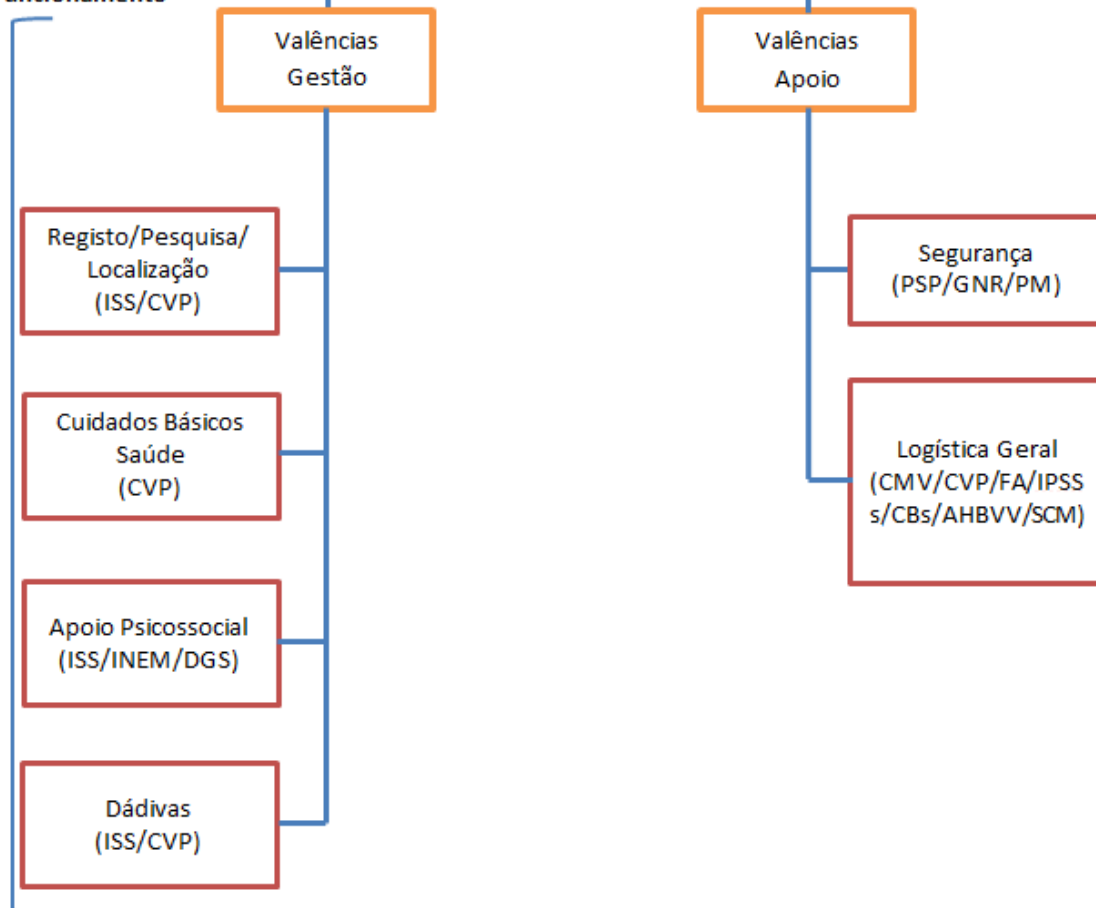 Valências
Gestão
Registo/Pesquisa/
Localização
(ISS/CVP)
Cuidados Básicos
Saúde
(CVP)
Apoio Psicossocial
(ISS/INEM/DGS)
Dádivas
(ISS/CVP)
Valências
Apoio
Segurança
(PSP/GNR/PM)
Logística Geral
(CMV/CVP/FA/IPSS
s/CBs/AHBVV/SCM)